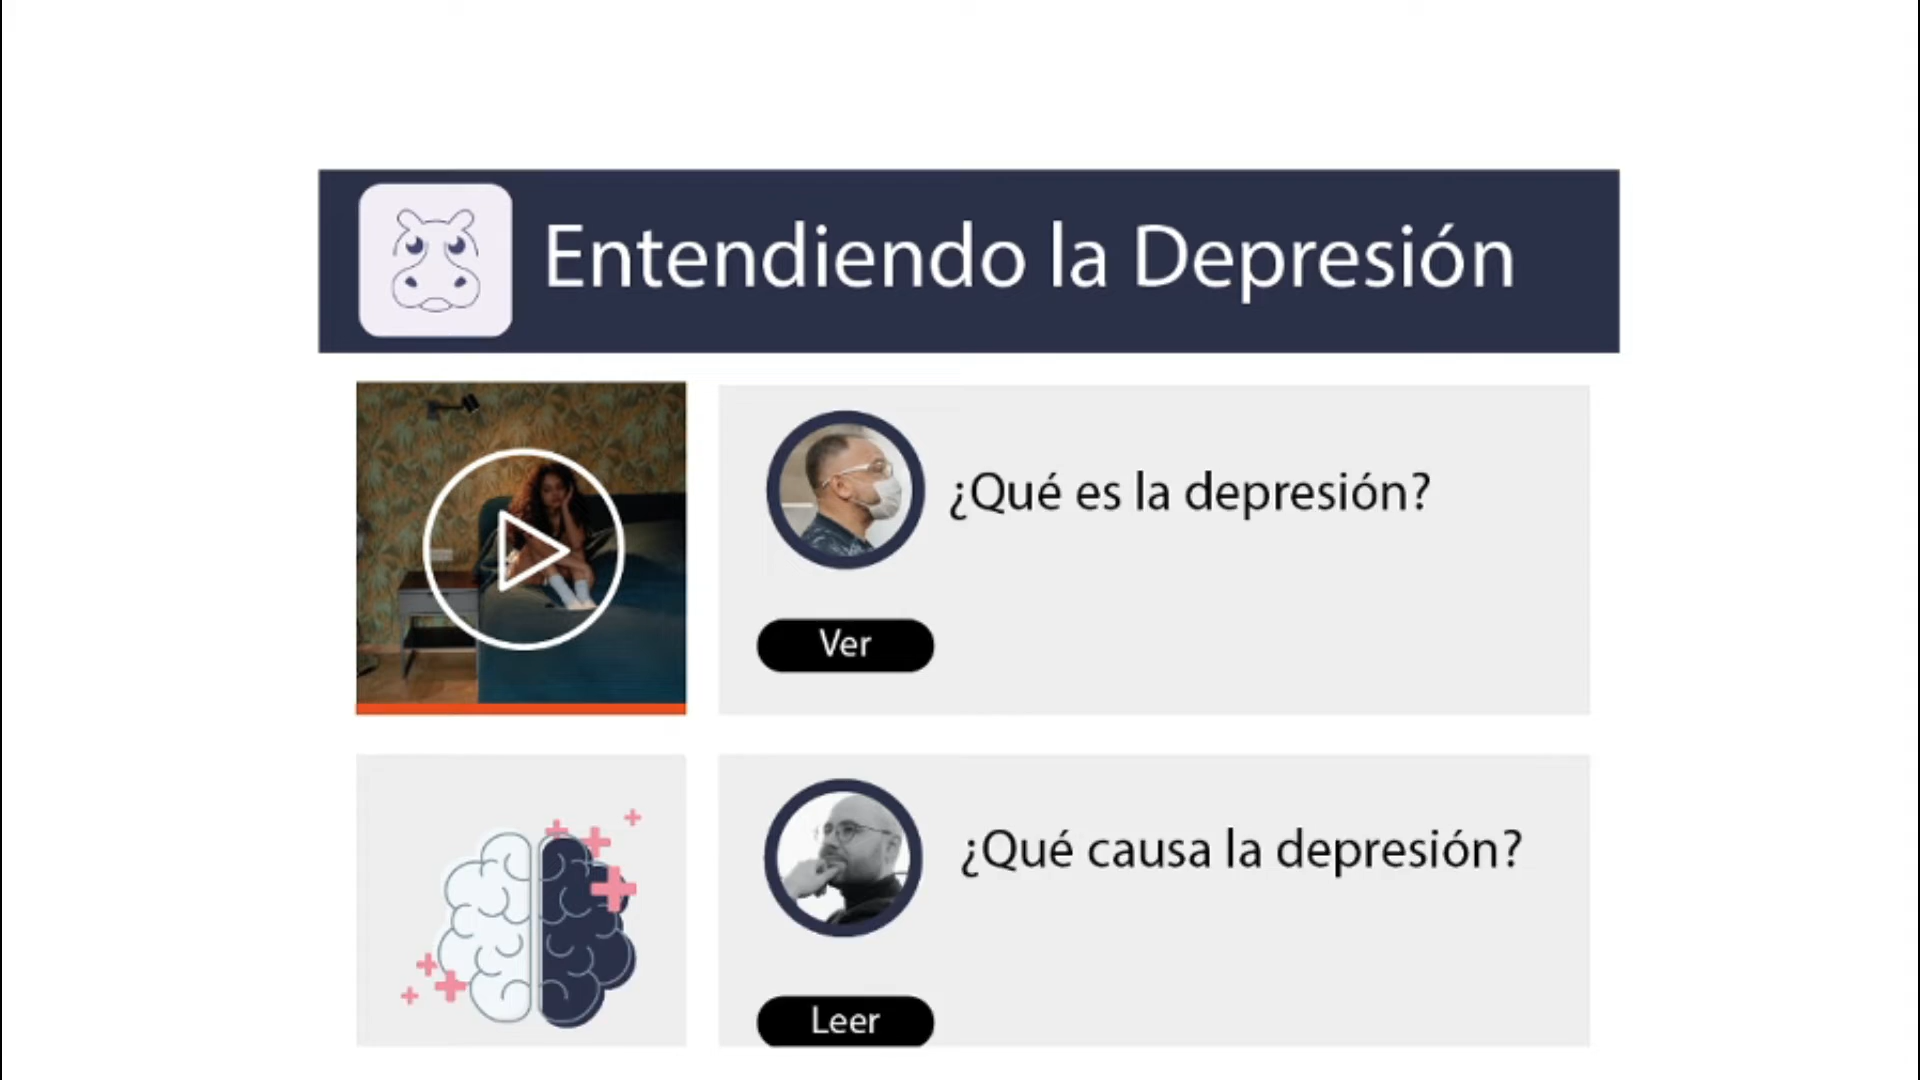 Entendiendo la Depresión
¿Qué es la depresión?
Ver
¿Qué causa la depresión?
Leer